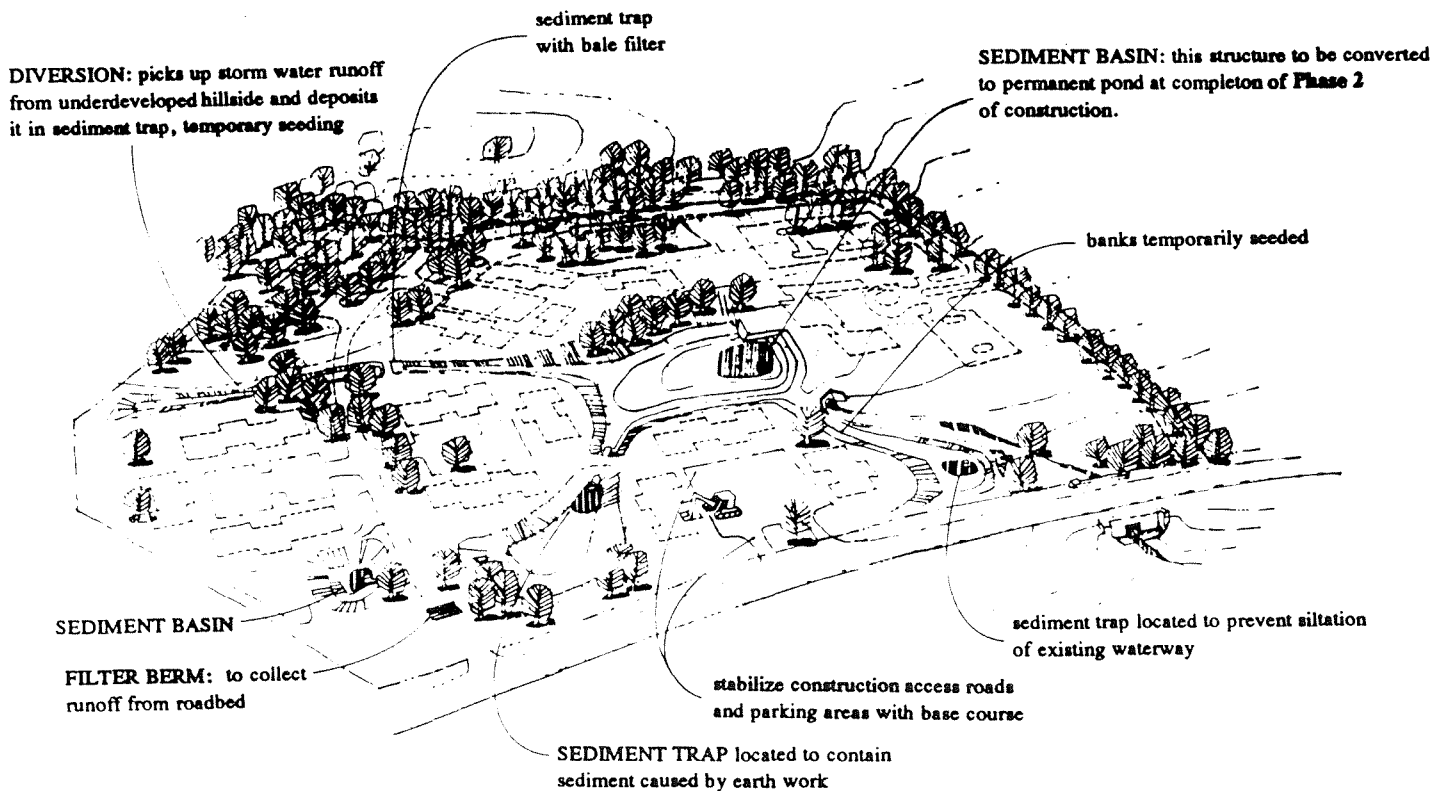 sediment trap
with bale filter
DIVERSION: picks up storm water runoff
from underdeveloped hillside and deposits
it in sediment trap, temporary seeding
SEDIMENT BASIN: this structure to be converted
to permanent pond at completion of Phase 2
of construction.
banks temporarily seeded
SEDIMENT BASIN
FILTER BERM: to collect
runoff from roadbed
sediment trap located to prevent siltation
of existing waterway
stabilize construction access roads
and parking areas with base course
SEDIMENT TRAP located to contain
sediment caused by earth work